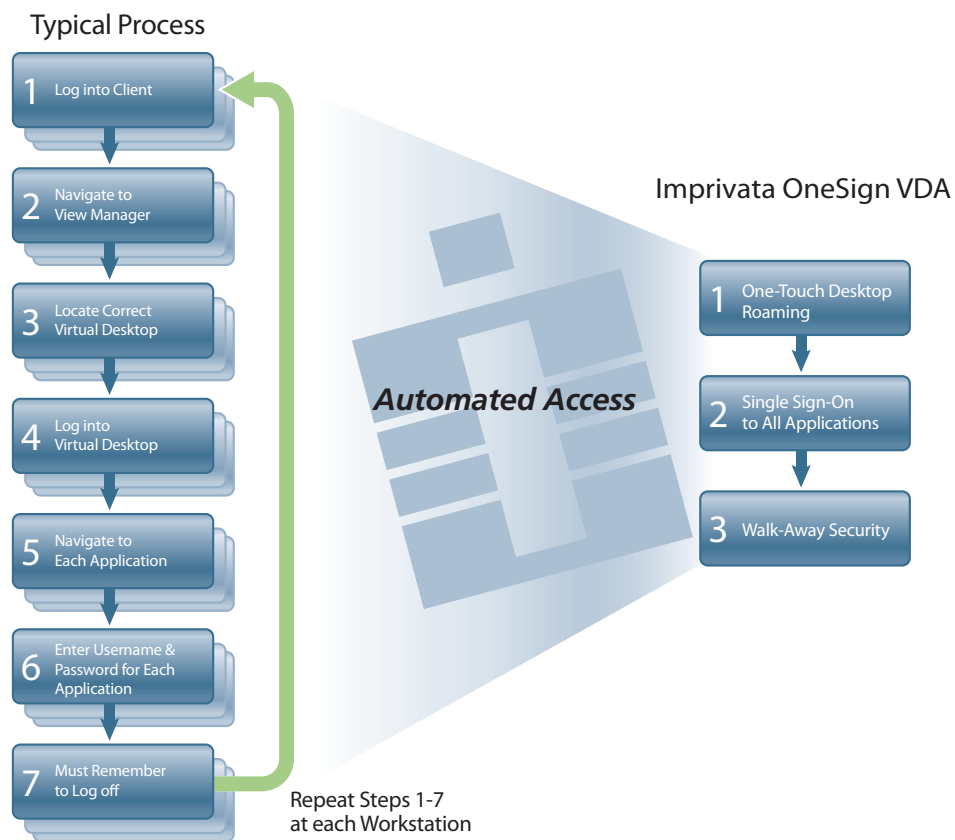 Typical Process
1 Log into Client
2 Navigate to
View Manager
3 Locate Correct
Virtual Desktop
4 Log into
Virtual Desktop
5 Navigate to
Each Application
6 Enter Username &
Password for Each
Application
7 Must Remember
to Log off
Repeat Steps 1-7
at each Workstation
Automated Access
Imprivata OneSign VDA
1 One-Touch Desktop
Roaming
2 Single Sign-On
to All Applications
3 Walk-Away Security